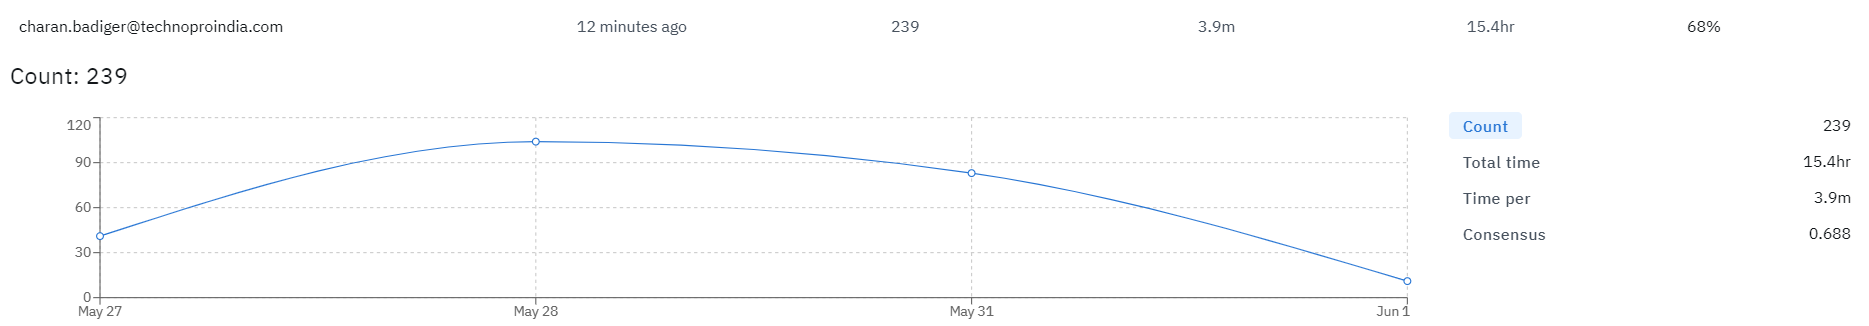 charan.badiger@technoproindia.com 12 minutes ago 239 3.9m 15.4hr 68%
Count: 239
120
90
60
30
0
May 27 May 28 May 31 Jun 1
Count 239
Total time 15.4hr
Time per 3.9m
Consensus 0.688